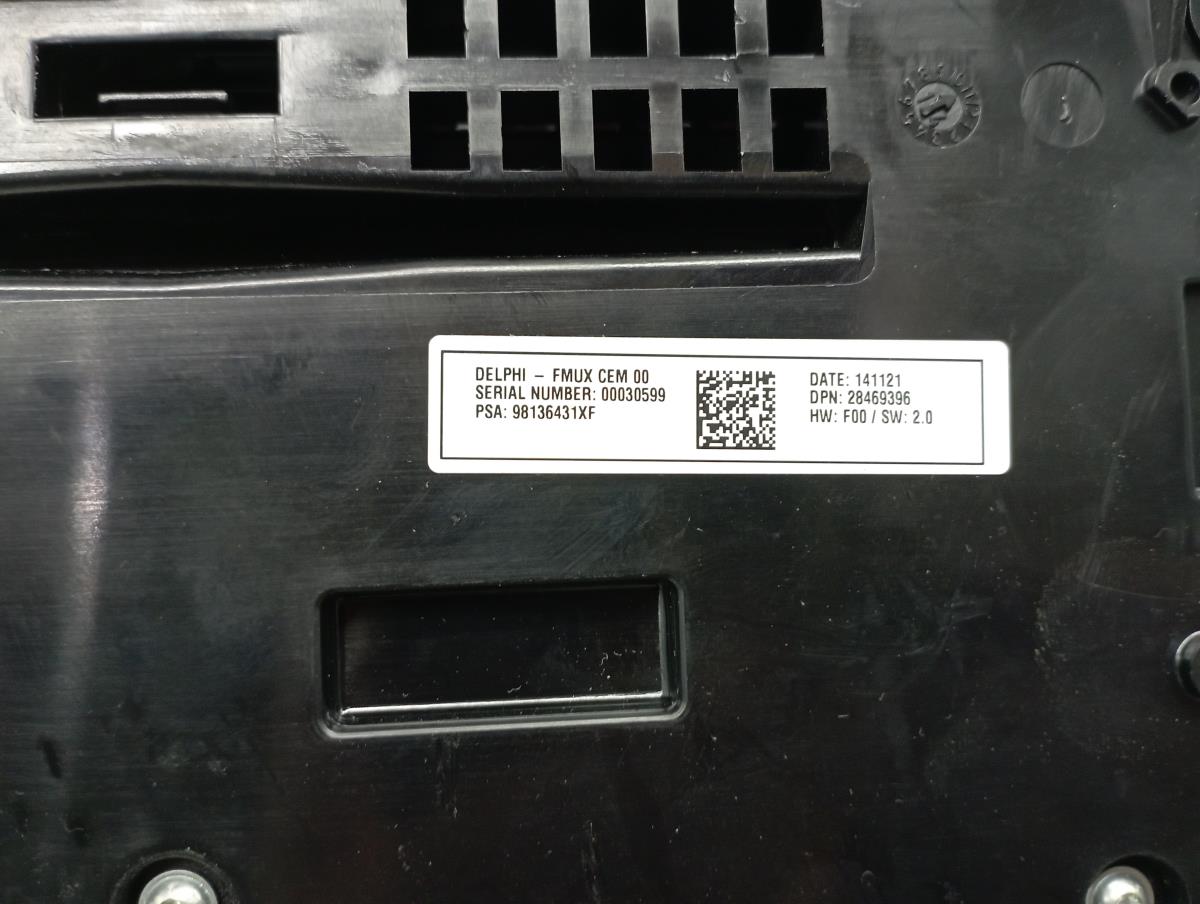 DELPHI – FMUX CEM 00
SERIAL NUMBER: 00030599
PSA: 98136431XF
DATE: 141121
DPN: 28469396
HW: F00 / SW: 2.0